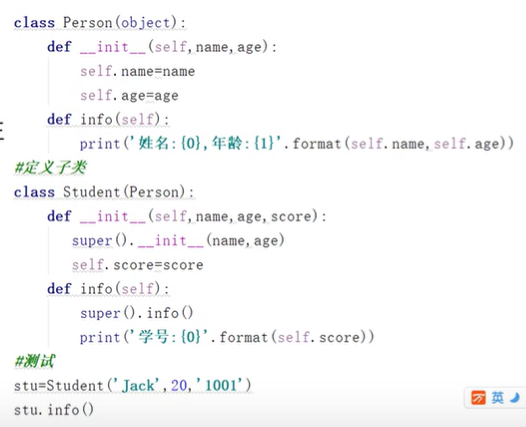 class Person(object):
    def __init__(self,name,age):
        self.name=name
        self.age=age
    def info(self):
        print('姓名:{0},年龄:{1}'.format(self.name,self.age))
#定义子类
class Student(Person):
    def __init__(self,name,age,score):
       super().__init__(name,age)
       self.score=score
    def info(self):
        super().info()
        print('学号:{0}'.format(self.score))
#测试
stu=Student('Jack',20,'1001')
stu.info()
英